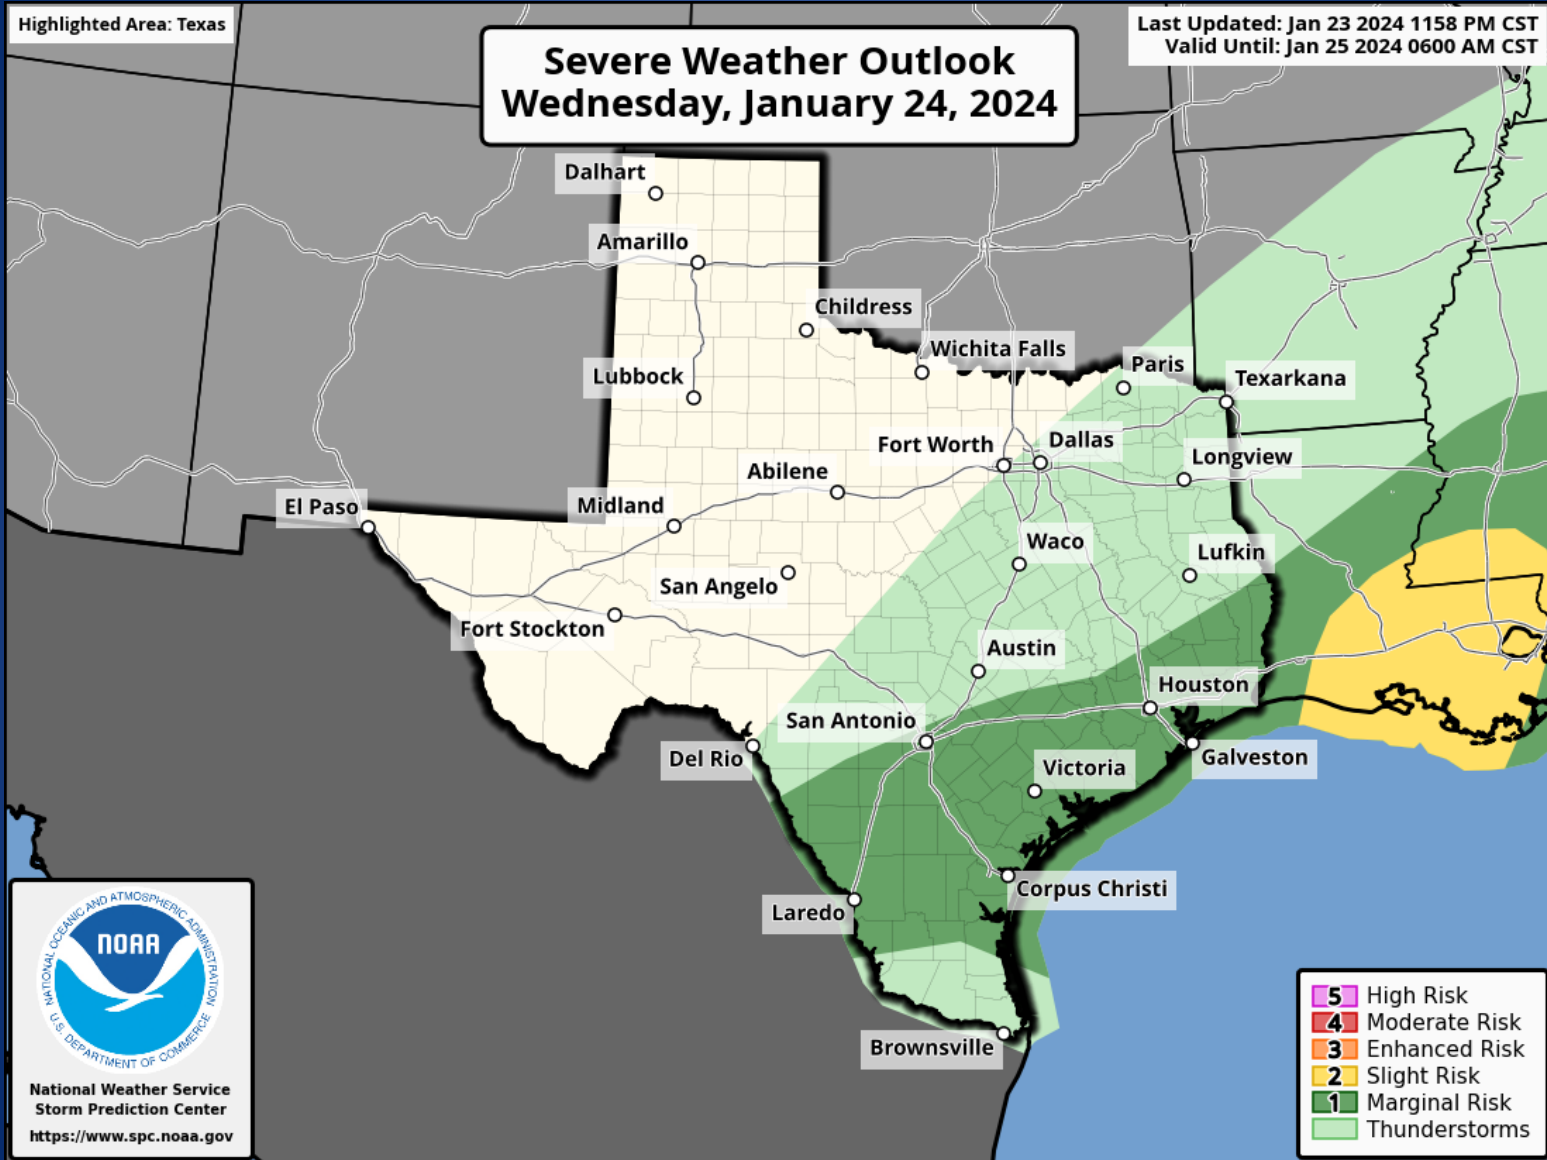 Highlighted Area: Texas
Severe Weather Outlook
Wednesday, January 24, 2024
Last Updated: Jan 23 2024 1158 PM CST
Valid Until: Jan 25 2024 0600 AM CST
Dalhart
Amarillo
Childress
Wichita Falls
Paris
Lubbock
Texarkana
Fort Worth
Dallas
Longview
Abilene
Midland
El Paso
Waco
Lufkin
San Angelo
Fort Stockton
Austin
Houston
San Antonio
Del Rio
Galveston
Victoria
Corpus Christi
Laredo
Brownsville
NATIONAL OCEANIC AND ATMOSPHERIC ADMINISTRATION
NOAA
U.S. DEPARTMENT OF COMMERCE
National Weather Service
Storm Prediction Center
https://www.spc.noaa.gov
5 High Risk
4 Moderate Risk
3 Enhanced Risk
2 Slight Risk
1 Marginal Risk
Thunderstorms